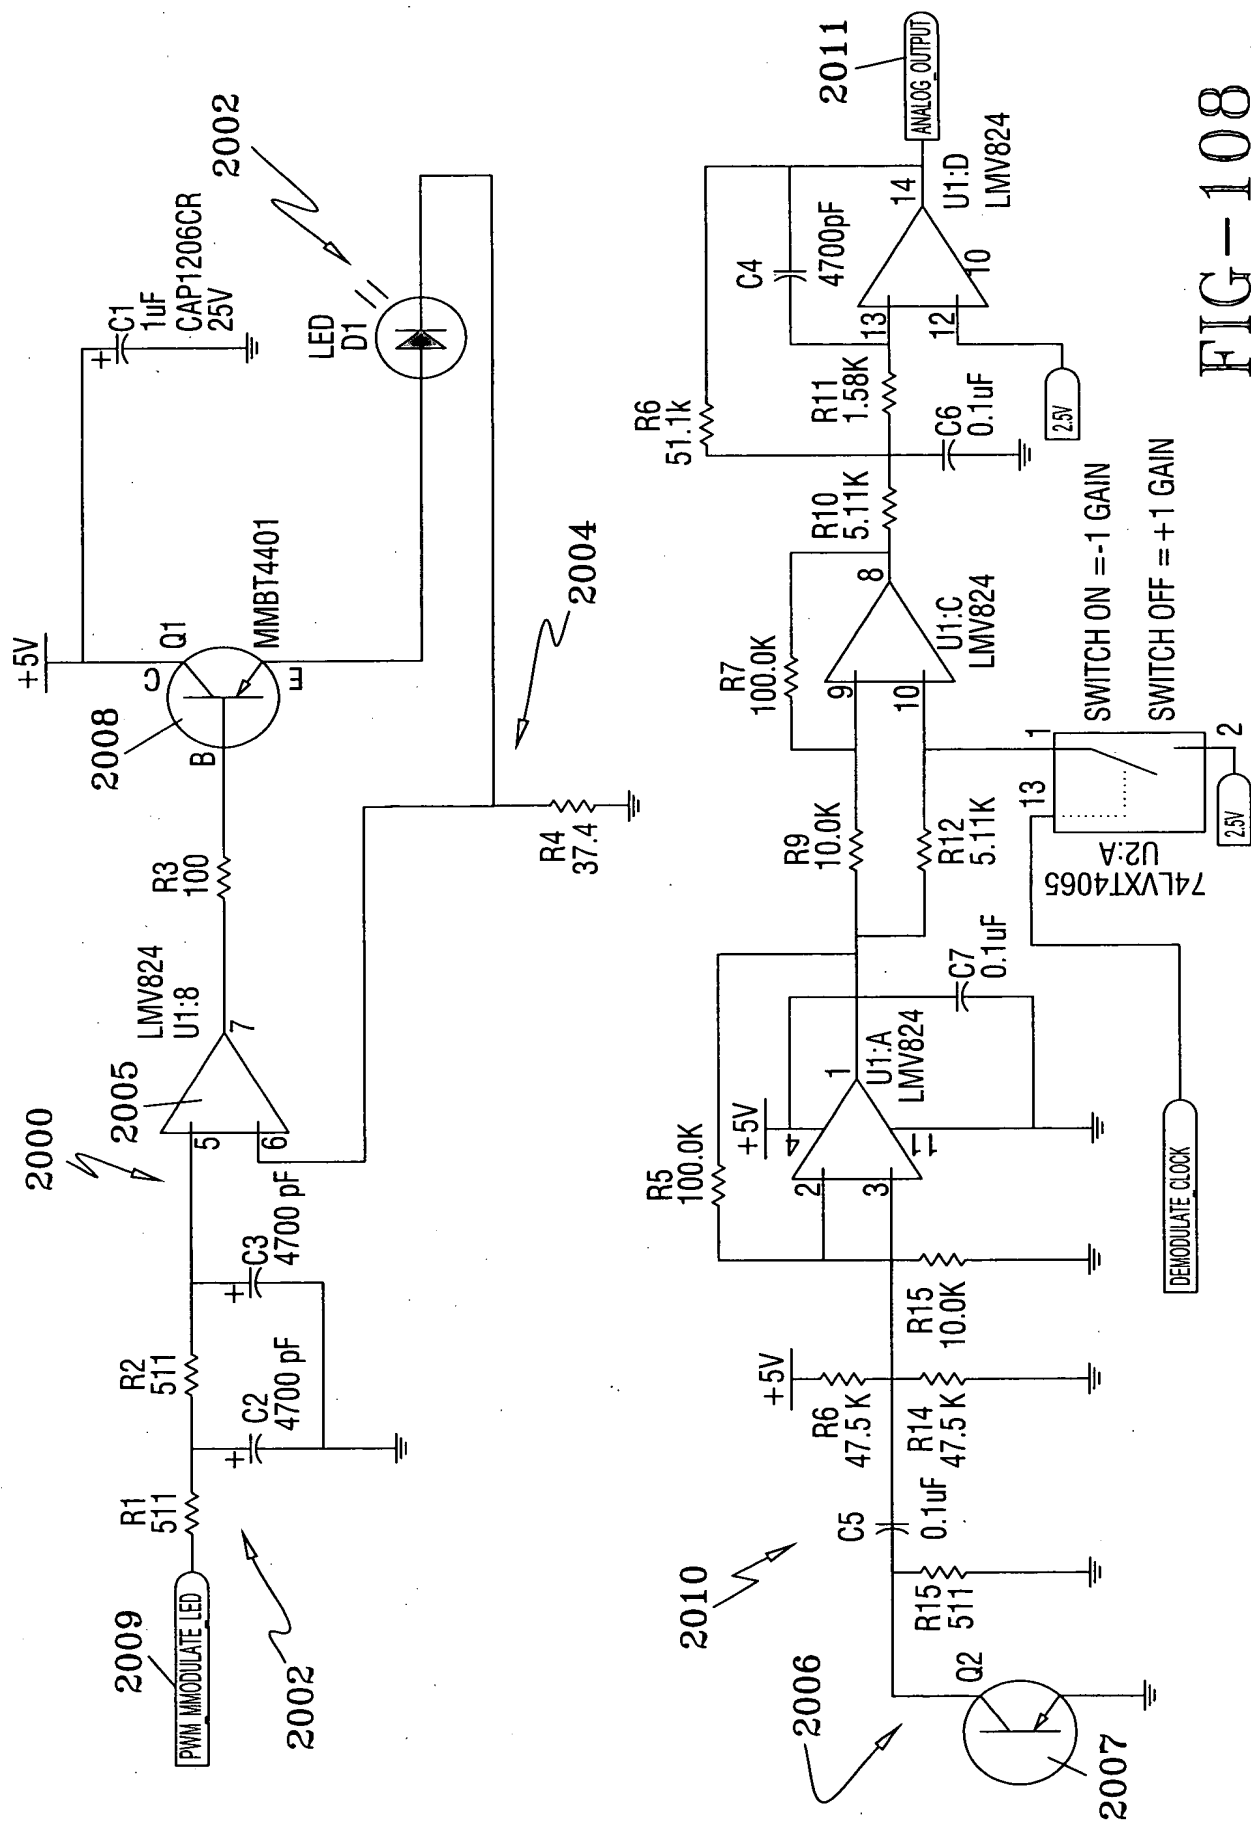 2009
PWM MMODULATE LED
2002
R1
511
R2
511
C2
4700 pF
C3
4700 pF
2000
2005
5
6
7
LMV824
U1:8
R3
100
2008
B
C
E
Q1
MMBT4401
+5V
C1
1uF
CAP1206CR
25V
2002
LED
D1
R4
37.4
2004
2006
2007
Q2
2010
R15
511
C5
0.1uF
+5V
R6
47.5 K
R14
47.5 K
R15
10.0K
R5
100.0K
+5V
4
2
3
11
1
U1:A
LMV824
C7
0.1uF
R9
10.0K
R12
5.11K
R7
100.0K
9
10
8
U1:C
LMV824
DEMODULATE_CLOCK
74LVXT4065
U2:A
13
1
2
2.5V
SWITCH ON =-1 GAIN
SWITCH OFF = +1 GAIN
R10
5.11K
R6
51.1k
R11
1.58K
C6
0.1uF
C4
4700pF
13
12
14
10
U1:D
LMV824
2.5V
ANALOG_OUTPUT
2011
FIG-108